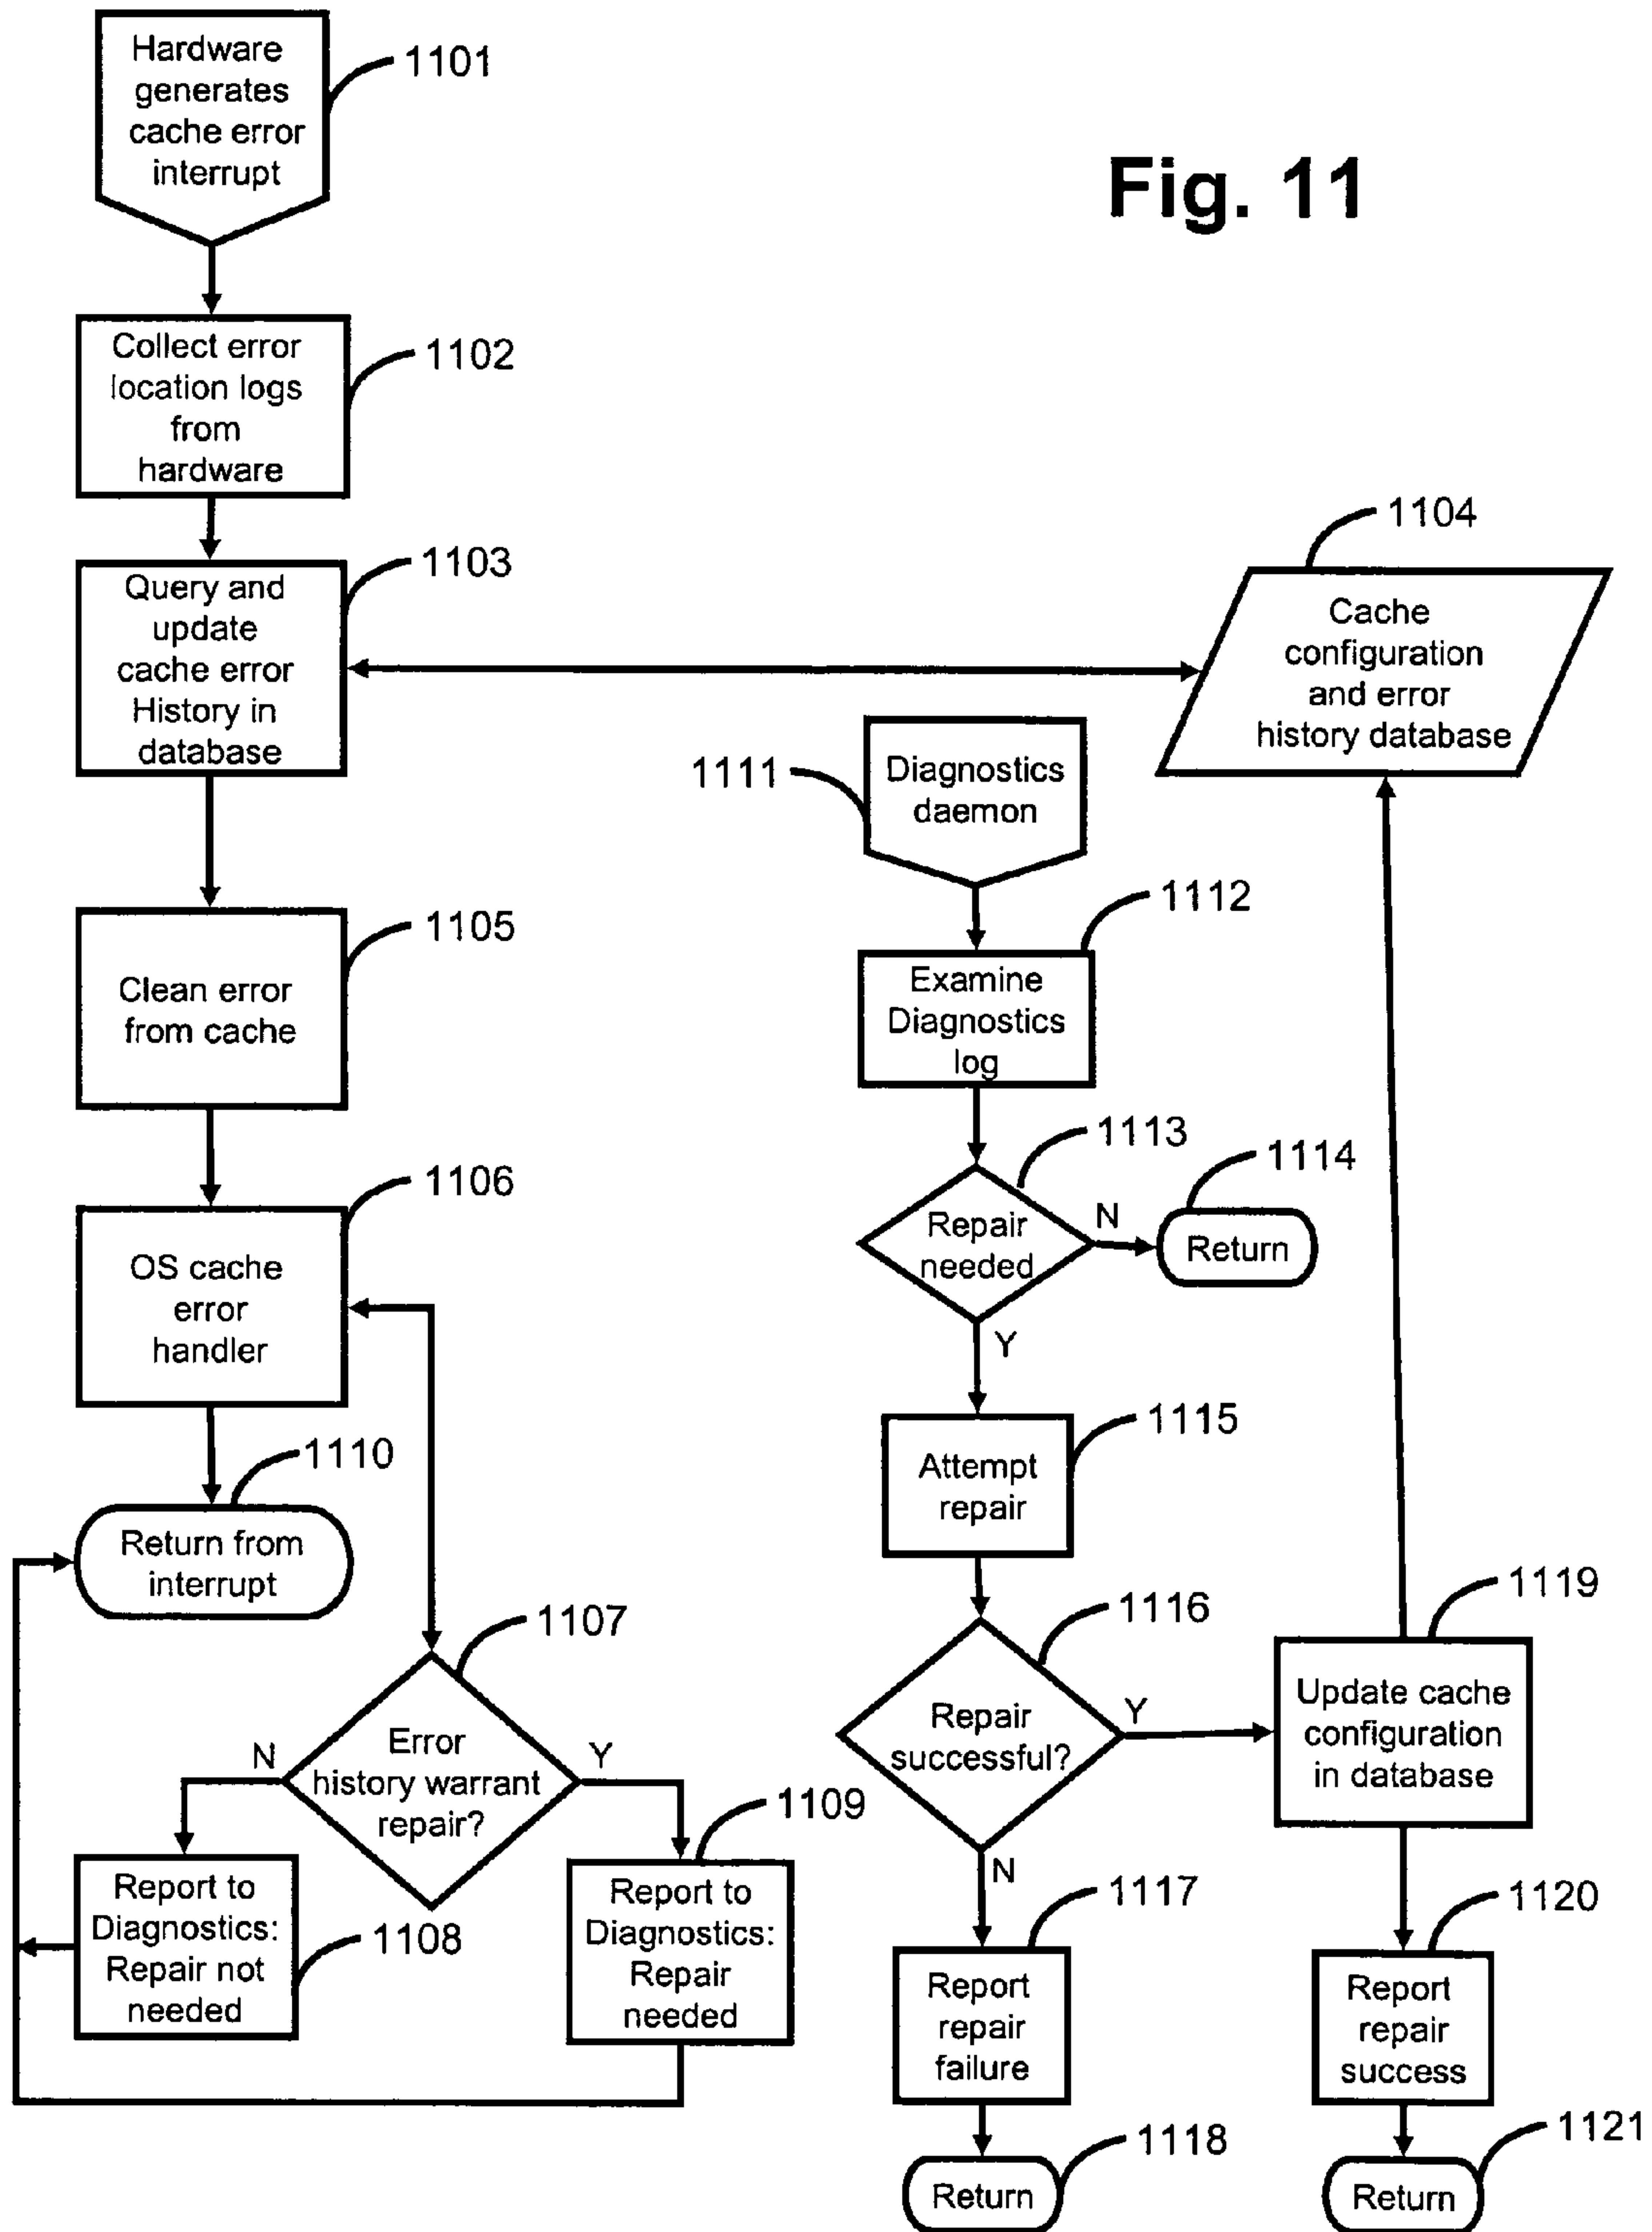 Hardware
generates
cache error
interrupt
1101
Fig. 11
Collect error
location logs
from
hardware
1102
Query and
update
cache error
History in
database
1103
1104
Cache
configuration
and error
history database
Clean error
from cache
1105
OS cache
error
handler
1106
1110
Return from
interrupt
1107
Error
history warrant
repair?
N
Y
Report to
Diagnostics:
Repair not
needed
1108
1109
Report to
Diagnostics:
Repair
needed
1111
Diagnostics
daemon
1112
Examine
Diagnostics
log
1113
Repair
needed
N
1114
Return
Y
1115
Attempt
repair
1116
Repair
successful?
Y
N
1117
Report
repair
failure
1118
Return
1119
Update cache
configuration
in database
1120
Report
repair
success
1121
Return